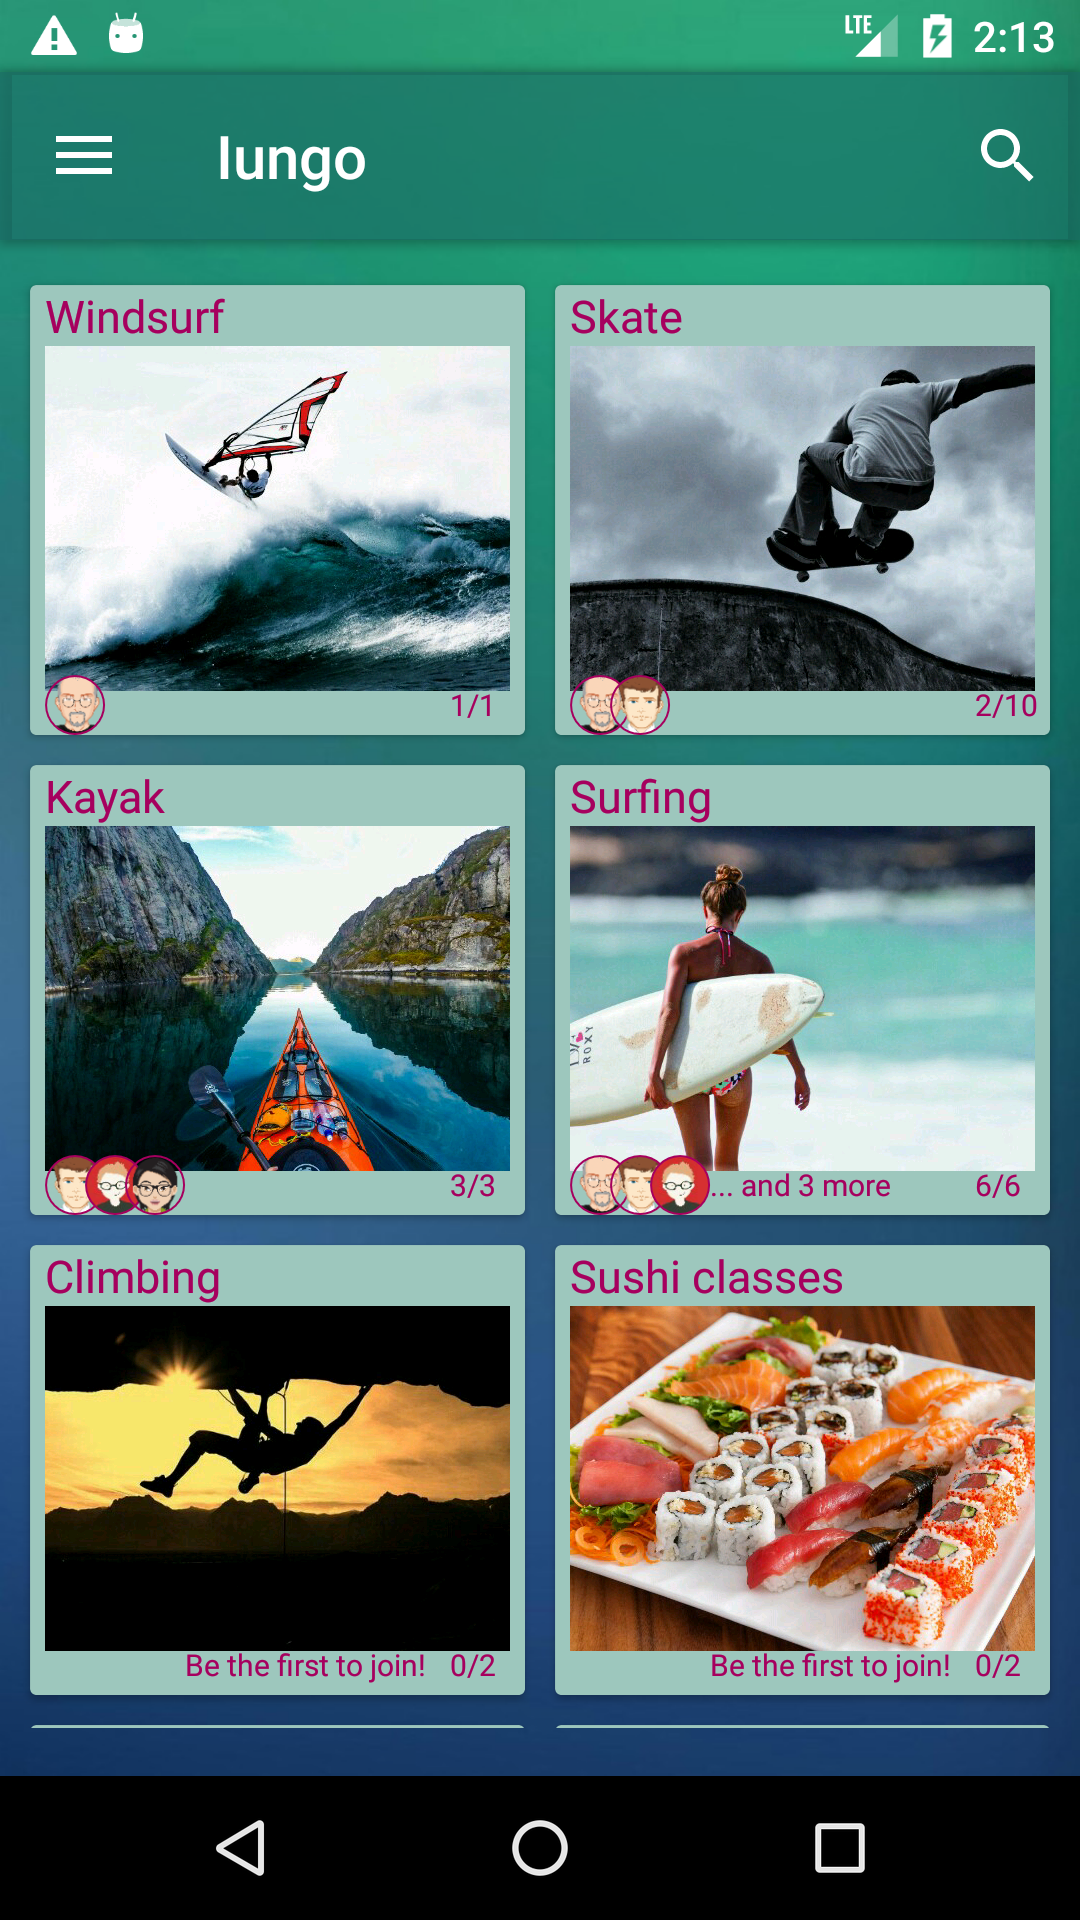 LTE 2:13
Iungo
Windsurf
1/1
Skate
2/10
Kayak
3/3
Surfing
ROXY
... and 3 more 6/6
Climbing
Be the first to join! 0/2
Sushi classes
Be the first to join! 0/2